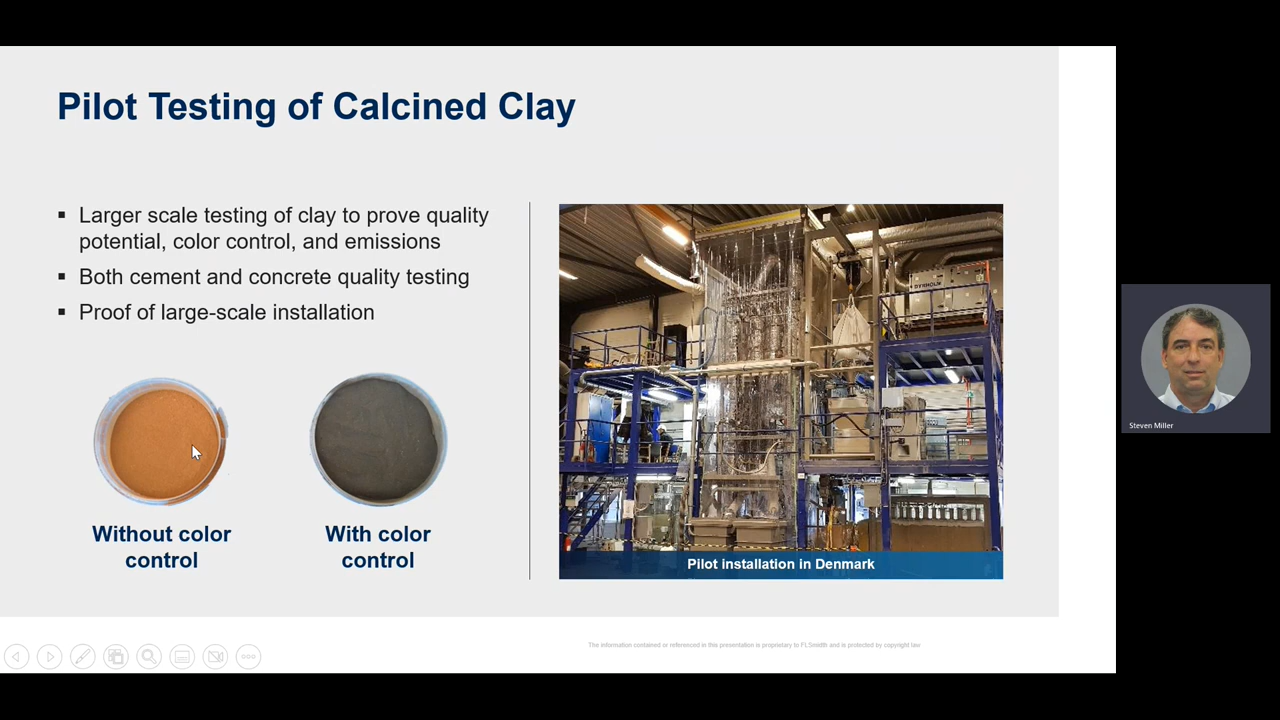 Pilot Testing of Calcined Clay
▪ Larger scale testing of clay to prove quality
potential, color control, and emissions
▪ Both cement and concrete quality testing
▪ Proof of large-scale installation
Without color
control
With color
control
Pilot installation in Denmark
Steven Miller
The information contained or referenced in this presentation is proprietary to FLSmidth and is protected by copyright law